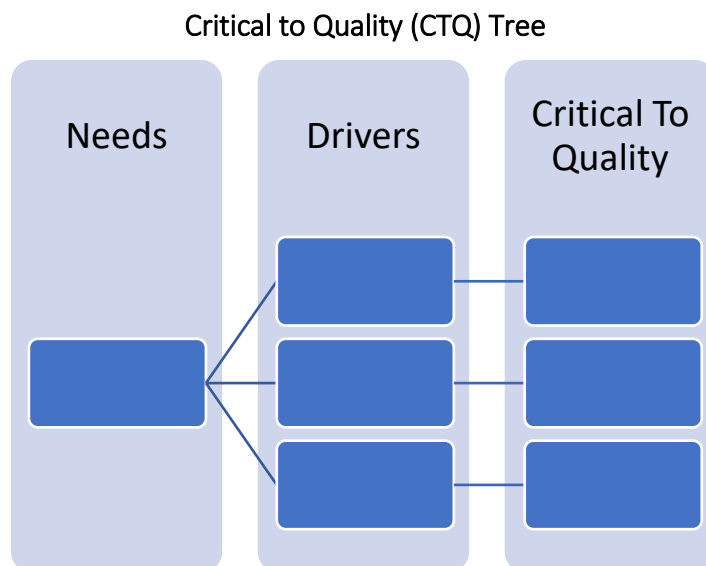 Critical to Quality (CTQ) Tree
Needs
Drivers
Critical To
Quality